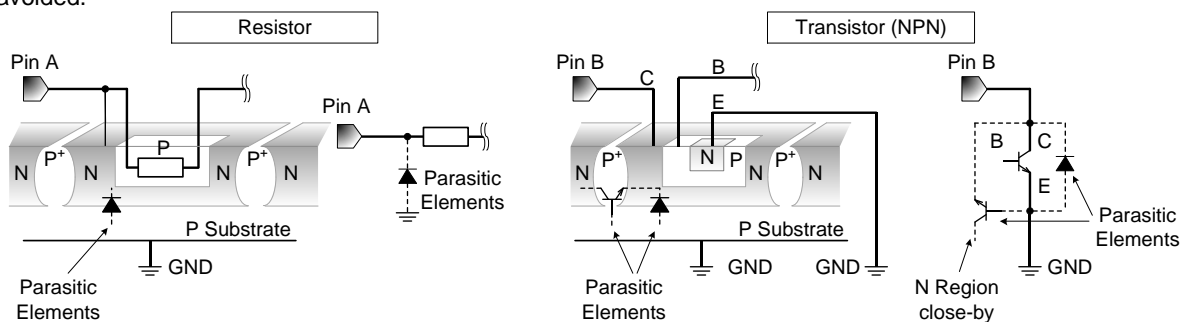 avoided.
Resistor
Transistor (NPN)
Pin A
Pin A
P
N
P+
N
N
P+
N
Parasitic
Elements
P Substrate
GND
Parasitic
Elements
Pin B
C
B
E
N
P+
N
N
P
N
P+
N
P Substrate
GND
GND
Parasitic
Elements
Pin B
B
C
E
Parasitic
Elements
GND
N Region
close-by